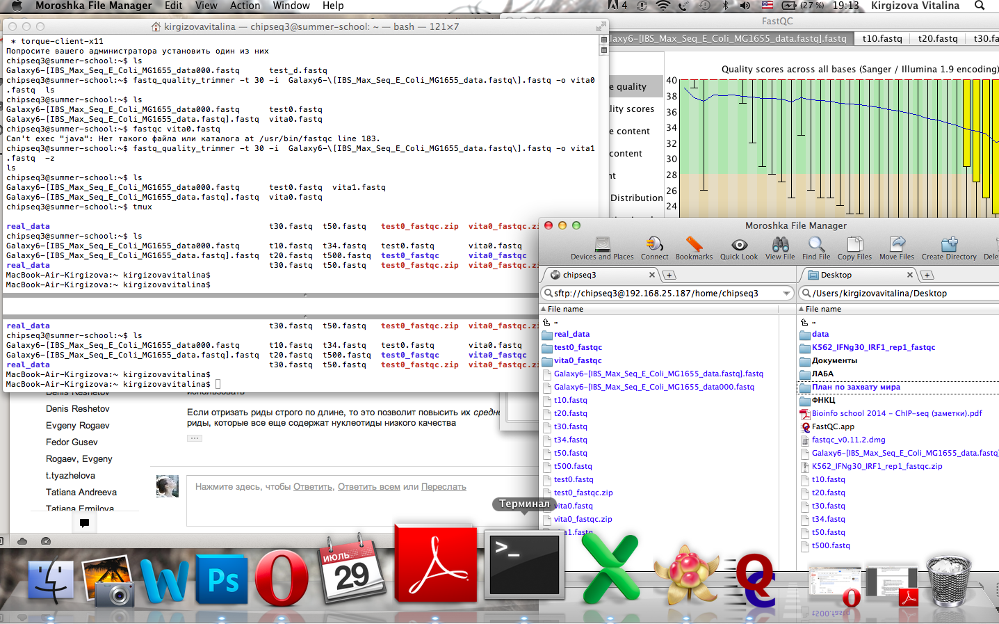 Moroshka File Manager Edit View Action Window Help
4 (27 %) 19:13 Kirgizova Vitalina
kirgizovavitalina — chipseq3@summer-school: ~ — bash — 121×7
* torque-client-x11
Попросите вашего администратора установить один из них
chipseq3@summer-school:~$ ls
Galaxy6-[IBS_Max_Seq_E_Coli_MG1655_data000.fastq test_d.fastq
chipseq3@summer-school:~$ fastq_quality_trimmer -t 30 -i Galaxy6-\[IBS_Max_Seq_E_Coli_MG1655_data.fastq\].fastq -o vita0
.fastq ls
chipseq3@summer-school:~$ ls
Galaxy6-[IBS_Max_Seq_E_Coli_MG1655_data000.fastq test0.fastq
Galaxy6-[IBS_Max_Seq_E_Coli_MG1655_data.fastq].fastq vita0.fastq
chipseq3@summer-school:~$ fastqc vita0.fastq
Can't exec "java": Нет такого файла или каталога at /usr/bin/fastqc line 183.
chipseq3@summer-school:~$ fastq_quality_trimmer -t 30 -i Galaxy6-\[IBS_Max_Seq_E_Coli_MG1655_data.fastq\].fastq -o vita1
.fastq -z
ls
chipseq3@summer-school:~$ ls
Galaxy6-[IBS_Max_Seq_E_Coli_MG1655_data000.fastq test0.fastq vita1.fastq
Galaxy6-[IBS_Max_Seq_E_Coli_MG1655_data.fastq].fastq vita0.fastq
chipseq3@summer-school:~$ tmux
real_data t30.fastq t50.fastq test0_fastqc.zip vita0_fastqc.zi
chipseq3@summer-school:~$ ls
Galaxy6-[IBS_Max_Seq_E_Coli_MG1655_data000.fastq t10.fastq t34.fastq test0.fastq vita0.fastq
Galaxy6-[IBS_Max_Seq_E_Coli_MG1655_data.fastq].fastq t20.fastq t500.fastq test0_fastqc vita0_fastqc
real_data t30.fastq t50.fastq test0_fastqc.zip vita0_fastqc.zi
MacBook-Air-Kirgizova:~ kirgizovavitalina$
MacBook-Air-Kirgizova:~ kirgizovavitalina$
real_data t30.fastq t50.fastq test0_fastqc.zip vita0_fastqc.zi
chipseq3@summer-school:~$ ls
Galaxy6-[IBS_Max_Seq_E_Coli_MG1655_data000.fastq t10.fastq t34.fastq test0.fastq vita0.fastq
Galaxy6-[IBS_Max_Seq_E_Coli_MG1655_data.fastq].fastq t20.fastq t500.fastq test0_fastqc vita0_fastqc
real_data t30.fastq t50.fastq test0_fastqc.zip vita0_fastqc.zi
MacBook-Air-Kirgizova:~ kirgizovavitalina$
MacBook-Air-Kirgizova:~ kirgizovavitalina$
FastQC
laxy6-[IBS_Max_Seq_E_Coli_MG1655_data.fastq].fastq t10.fastq t20.fastq t30.fa
Quality scores across all bases (Sanger / Illumina 1.9 encoding)
e quality
lity scores
e content
content
nt
Distribution
40
38
36
34
32
30
28
26
24
Moroshka File Manager
Devices and Places Connect Bookmarks Quick Look View File Find File Copy Files Move Files Create Directory Dele
chipseq3
sftp://chipseq3@192.168.25.187/home/chipseq3
File name
..
real_data
test0_fastqc
vita0_fastqc
Galaxy6-[IBS_Max_Seq_E_Coli_MG1655_data.fastq].fastq
Galaxy6-[IBS_Max_Seq_E_Coli_MG1655_data000.fastq
t10.fastq
t20.fastq
t30.fastq
t34.fastq
t50.fastq
t500.fastq
test0.fastq
test0_fastqc.zip
vita0.fastq
vita0_fastqc.zip
a1.fastq
Desktop
/Users/kirgizovavitalina/Desktop
File name
..
data
K562_IFNg30_IRF1_rep1_fastqc
Документы
ЛАБА
План по захвату мира
ФНКЦ
Bioinfo school 2014 - ChIP-seq (заметки).pdf
FastQC.app
fastqc_v0.11.2.dmg
Galaxy6-[IBS_Max_Seq_E_Coli_MG1655_data.fastq]
K562_IFNg30_IRF1_rep1_fastqc.zip
t10.fastq
t20.fastq
t30.fastq
t34.fastq
t50.fastq
t500.fastq
Denis Reshetov
Denis Reshetov
Evgeny Rogaev
Fedor Gusev
Rogaev, Evgeny
t.tyazhelova
Tatiana Andreeva
Tatiana Ermilova
использовать
Если отризать риды строго по длине, то это позволит повысить их средне
риды, которые все еще содержат нуклеотиды низкого качества
Нажмите здесь, чтобы Ответить, Ответить всем или Переслать
Терминал
W
Ps
ИЮЛЬ
29
>_